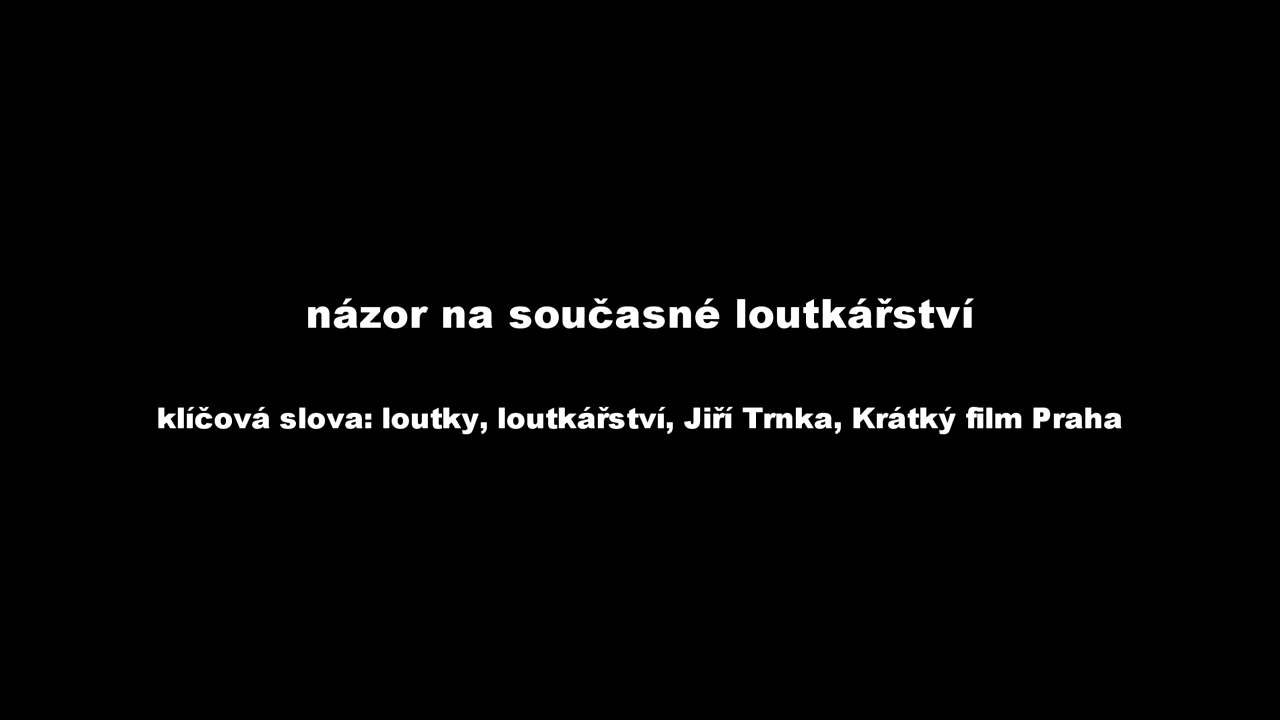 názor na současné loutkářství
klíčová slova: loutky, loutkářství, Jiří Trnka, Krátký film Praha